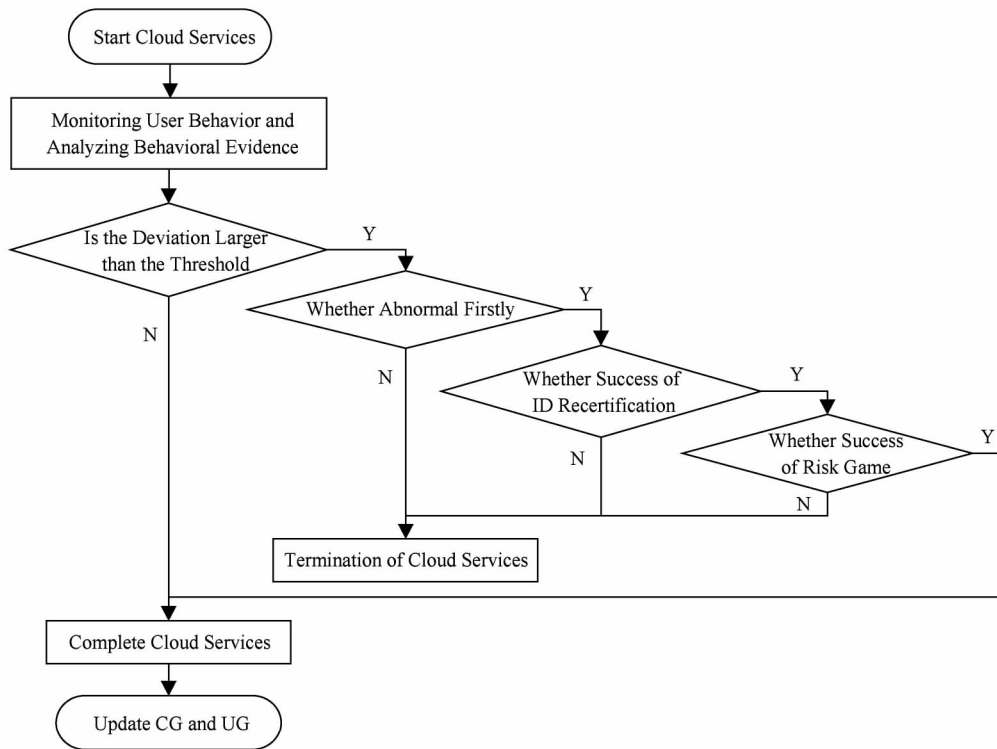 Start Cloud Services
Monitoring User Behavior and
Analyzing Behavioral Evidence
Is the Deviation Larger
than the Threshold
Y
Whether Abnormal Firstly
Y
N
Whether Success of
ID Recertification
Y
N
Whether Success
of Risk Game
Y
N
N
Termination of Cloud Services
Complete Cloud Services
Update CG and UG